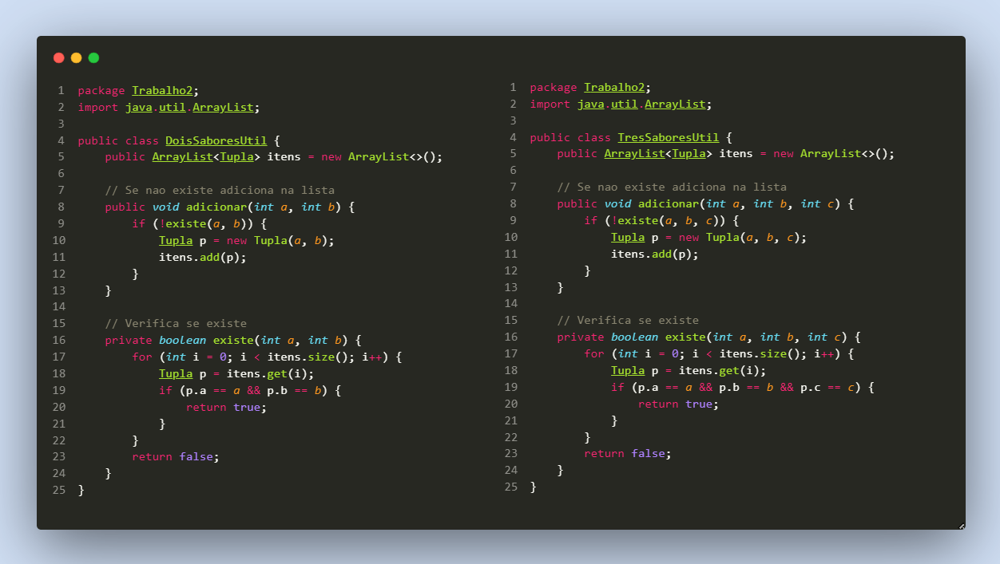 1 package Trabalho2;
2 import java.util.ArrayList;
3
4 public class DoisSaboresUtil {
5     public ArrayList<Tupla> itens = new ArrayList<>();
6
7     // Se nao existe adiciona na lista
8     public void adicionar(int a, int b) {
9         if (!existe(a, b)) {
10             Tupla p = new Tupla(a, b);
11             itens.add(p);
12         }
13     }
14
15     // Verifica se existe
16     private boolean existe(int a, int b) {
17         for (int i = 0; i < itens.size(); i++) {
18             Tupla p = itens.get(i);
19             if (p.a == a && p.b == b) {
20                 return true;
21             }
22         }
23         return false;
24     }
25 }
1 package Trabalho2;
2 import java.util.ArrayList;
3
4 public class TresSaboresUtil {
5     public ArrayList<Tupla> itens = new ArrayList<>();
6
7     // Se nao existe adiciona na lista
8     public void adicionar(int a, int b, int c) {
9         if (!existe(a, b, c)) {
10             Tupla p = new Tupla(a, b, c);
11             itens.add(p);
12         }
13     }
14
15     // Verifica se existe
16     private boolean existe(int a, int b, int c) {
17         for (int i = 0; i < itens.size(); i++) {
18             Tupla p = itens.get(i);
19             if (p.a == a && p.b == b && p.c == c) {
20                 return true;
21             }
22         }
23         return false;
24     }
25 }